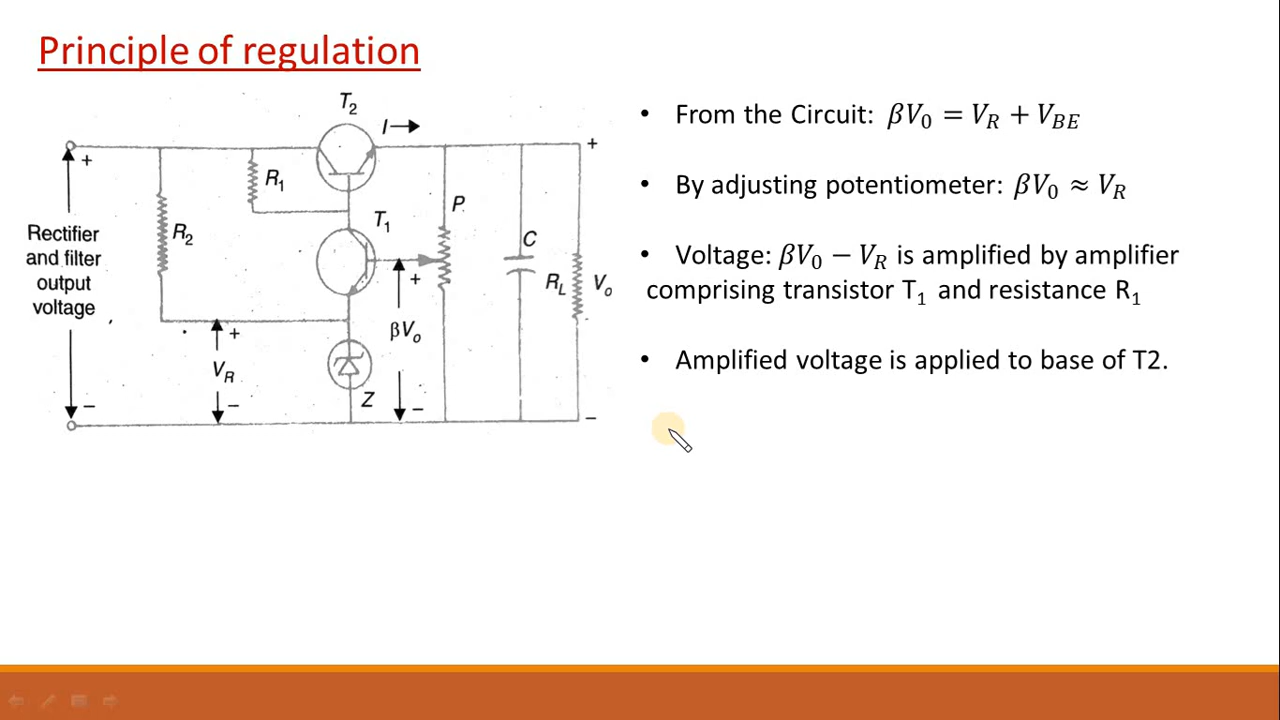 Principle of regulation
T₂
I→
+
+
R₁
P.
T₁
R₂
Rectifier
and filter
output
voltage
C
+
R_L
V_o
βV_o
+
V_R
Z
−
−
−
−
• From the Circuit: 𝛽𝑉₀ = 𝑉_𝑅 + 𝑉_𝐵𝐸
• By adjusting potentiometer: 𝛽𝑉₀ ≈ 𝑉_𝑅
• Voltage: 𝛽𝑉₀ − 𝑉_𝑅 is amplified by amplifier
comprising transistor T₁ and resistance R₁
• Amplified voltage is applied to base of T2.